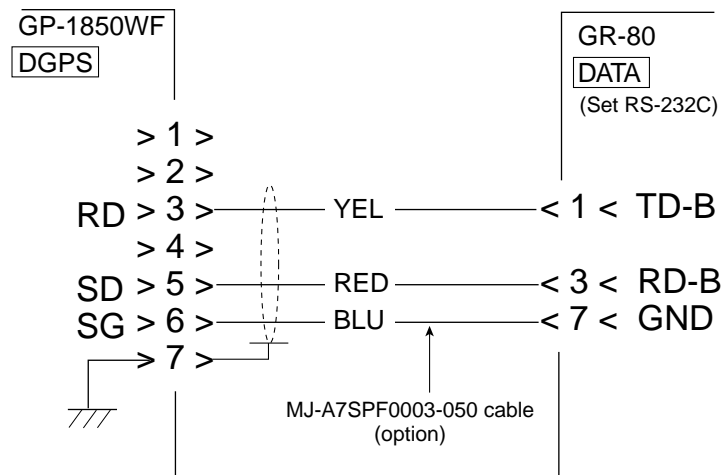 GP-1850WF
DGPS
GR-80
DATA
(Set RS-232C)
> 1 >
> 2 >
RD > 3 > YEL < 1 < TD-B
> 4 >
SD > 5 > RED < 3 < RD-B
SG > 6 > BLU < 7 < GND
> 7 >
MJ-A7SPF0003-050 cable
(option)